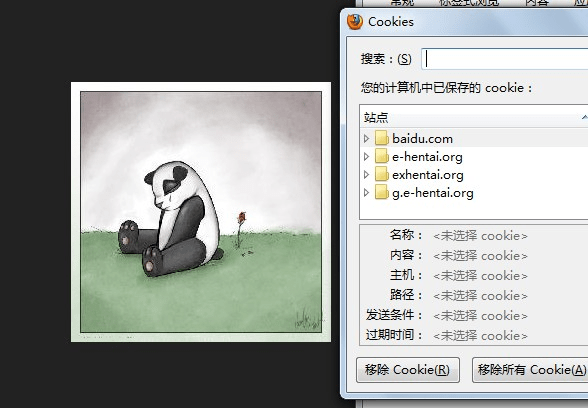 常规 标签式浏览 内容
Cookies
搜索：(S)
您的计算机中已保存的 cookie：
站点
baidu.com
e-hentai.org
exhentai.org
g.e-hentai.org
名称： <未选择 cookie>
内容： <未选择 cookie>
主机： <未选择 cookie>
路径： <未选择 cookie>
发送条件： <未选择 cookie>
过期时间： <未选择 cookie>
移除 Cookie(R) 移除所有 Cookie(A)